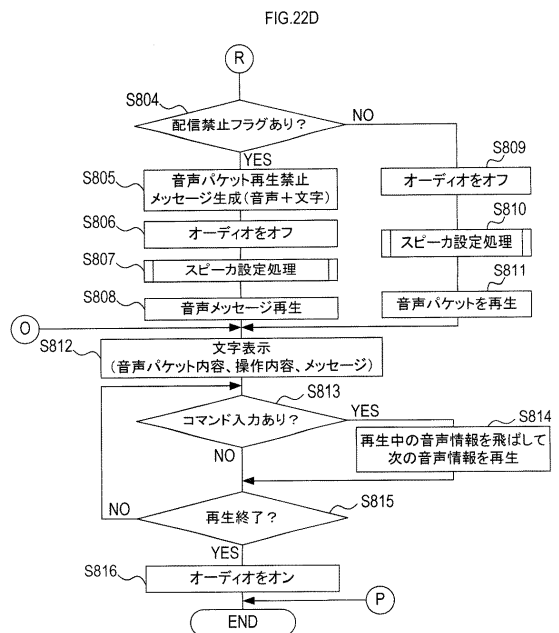 FIG.22D
R
S804
配信禁止フラグあり?
NO
YES
S805
音声パケット再生禁止
メッセージ生成(音声+文字)
S806
オーディオをオフ
S807
スピーカ設定処理
S808
音声メッセージ再生
S809
オーディオをオフ
S810
スピーカ設定処理
S811
音声パケットを再生
O
S812
文字表示
(音声パケット内容、操作内容、メッセージ)
S813
コマンド入力あり?
YES
NO
S814
再生中の音声情報を飛ばして
次の音声情報を再生
S815
再生終了?
NO
YES
S816
オーディオをオン
P
END